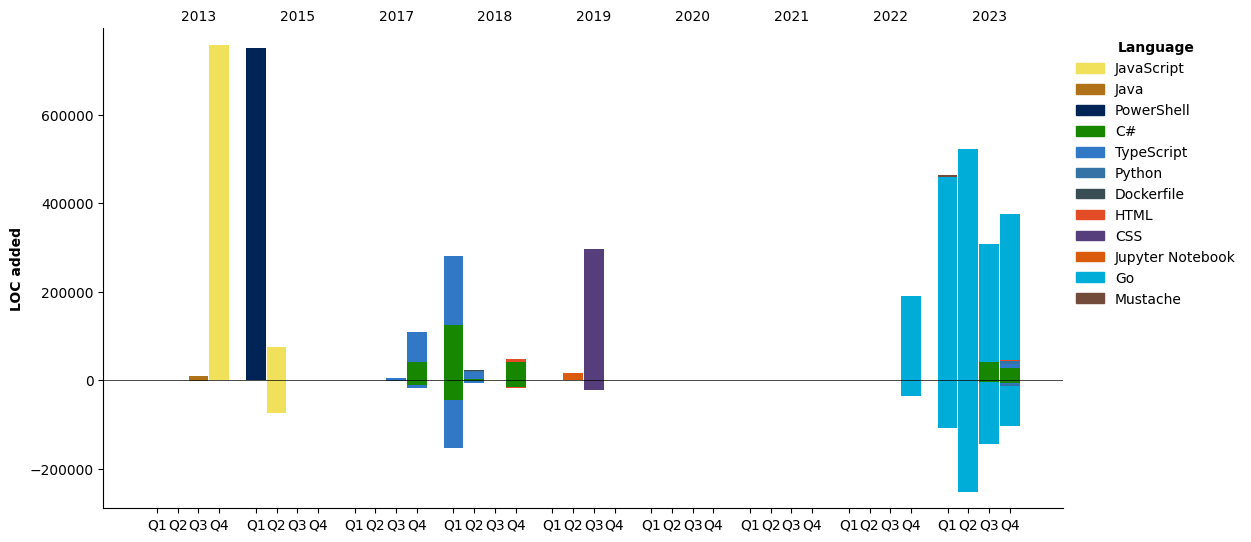 2013 2015 2017 2018 2019 2020 2021 2022 2023
LOC added
600000
400000
200000
0
−200000
Q1 Q2 Q3 Q4 Q1 Q2 Q3 Q4 Q1 Q2 Q3 Q4 Q1 Q2 Q3 Q4 Q1 Q2 Q3 Q4 Q1 Q2 Q3 Q4 Q1 Q2 Q3 Q4 Q1 Q2 Q3 Q4 Q1 Q2 Q3 Q4
Language
JavaScript
Java
PowerShell
C#
TypeScript
Python
Dockerfile
HTML
CSS
Jupyter Notebook
Go
Mustache